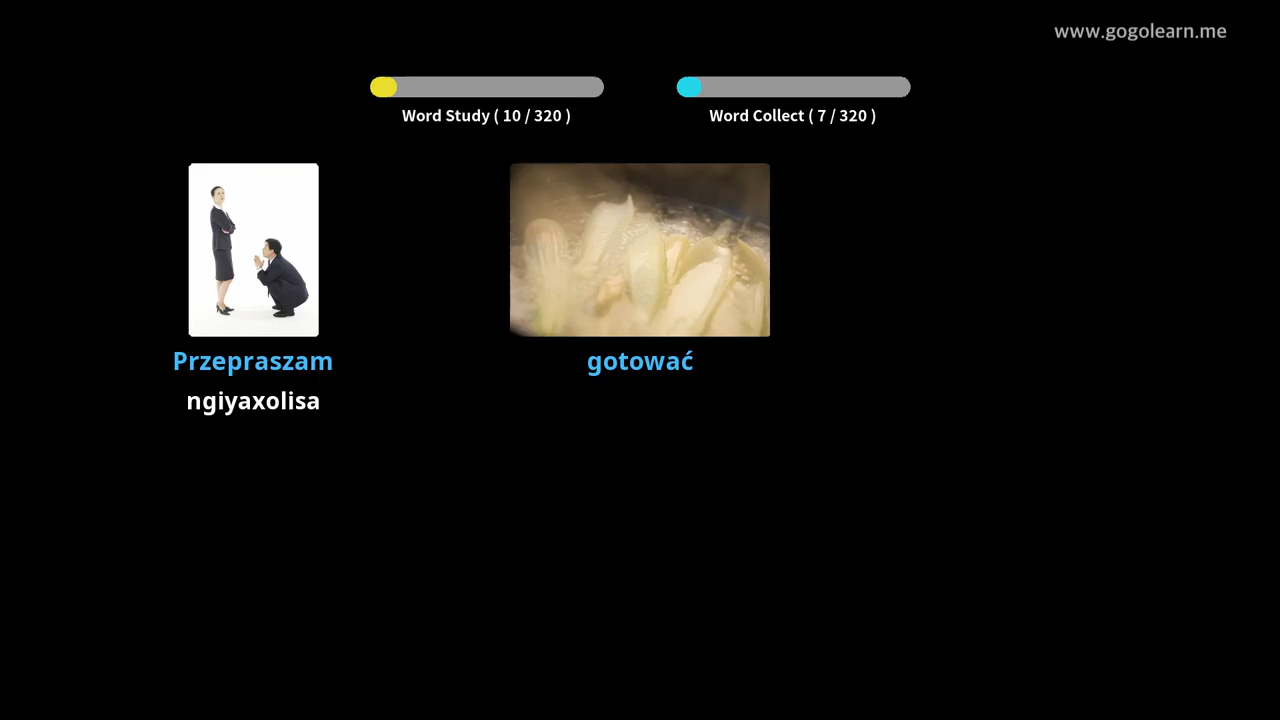 www.gogolearn.me
Word Study ( 10 / 320 )
Word Collect ( 7 / 320 )
Przepraszam
ngiyaxolisa
gotować